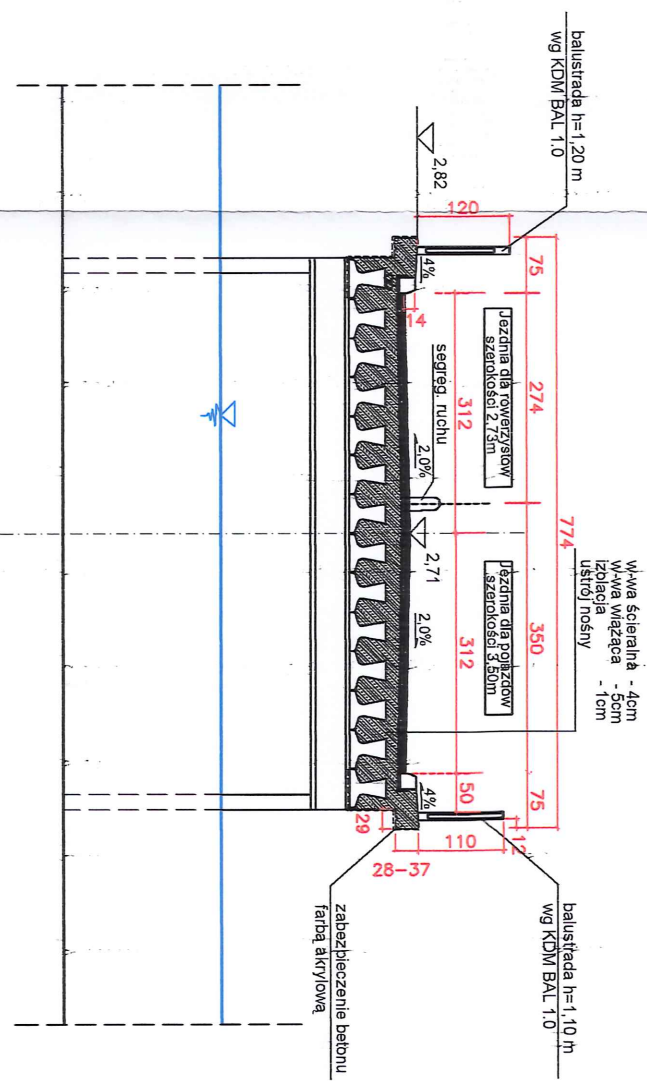 balustrada h=1,20 m
wg KDM BAL 1.0
2,82
120
75
4%
14
Jezdnia dla rowerzystów
szerokości 2,73m
274
312
segreg. ruchu
2,0%
774
2,71
w-wa ścieralna - 4cm
w-wa wiążąca - 5cm
izolacja - 1cm
ustrój nośny
Jezdnia dla pojazdów
szerokości 3,50m
350
312
2,0%
75
50
4%
29
110
28-37
balustrada h=1,10 m
wg KDM BAL 1.0
zabezpieczenie betonu
farbą akrylową